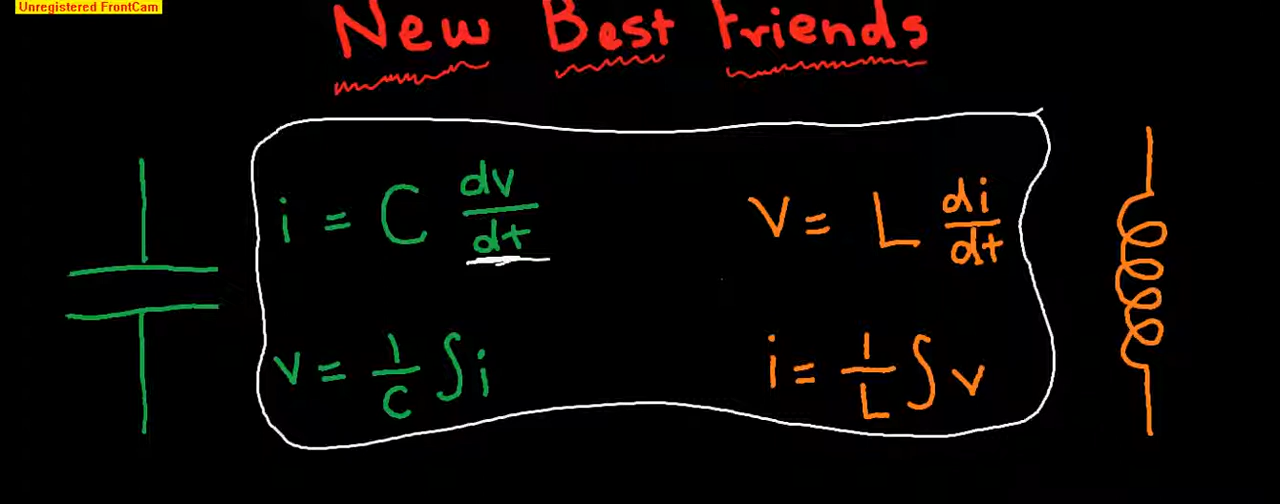 Unregistered FrontCam
New Best Friends
i = C dv/dt
V = L di/dt
v = 1/C ∫i
i = 1/L ∫v